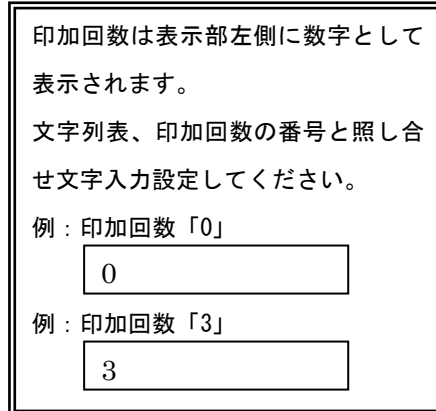 印加回数は表示部左側に数字として
表示されます。
文字列表、印加回数の番号と照し合
せ文字入力設定してください。
例：印加回数「0」
0
例：印加回数「3」
3